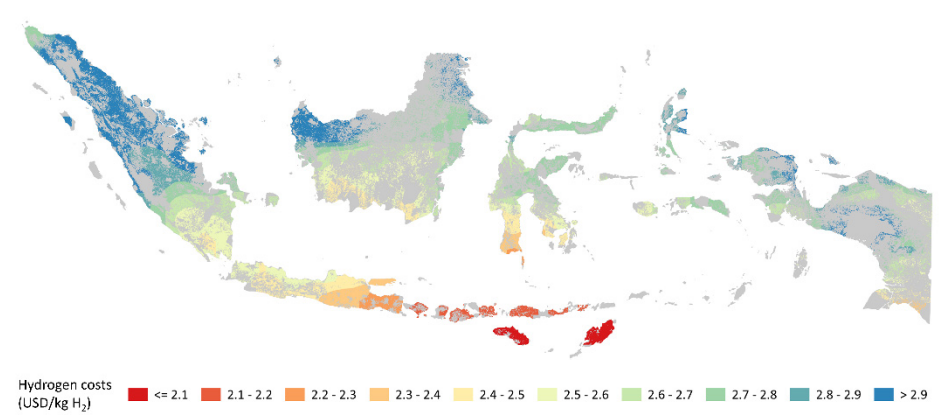 Hydrogen costs
(USD/kg H₂)
<= 2.1
2.1 - 2.2
2.2 - 2.3
2.3 - 2.4
2.4 - 2.5
2.5 - 2.6
2.6 - 2.7
2.7 - 2.8
2.8 - 2.9
> 2.9